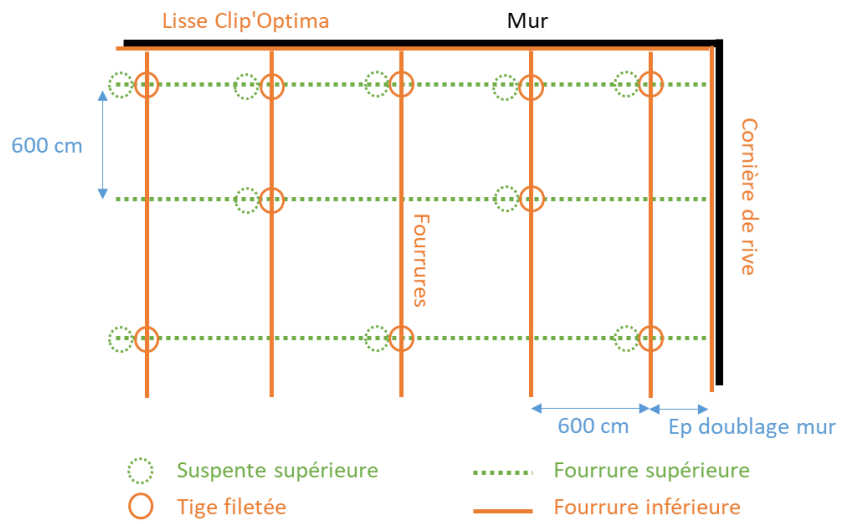 Lisse Clip'Optima
Mur
600 cm
Cornière de rive
Fourrures
600 cm
Ep doublage mur
Suspente supérieure
Fourrure supérieure
Tige filetée
Fourrure inférieure